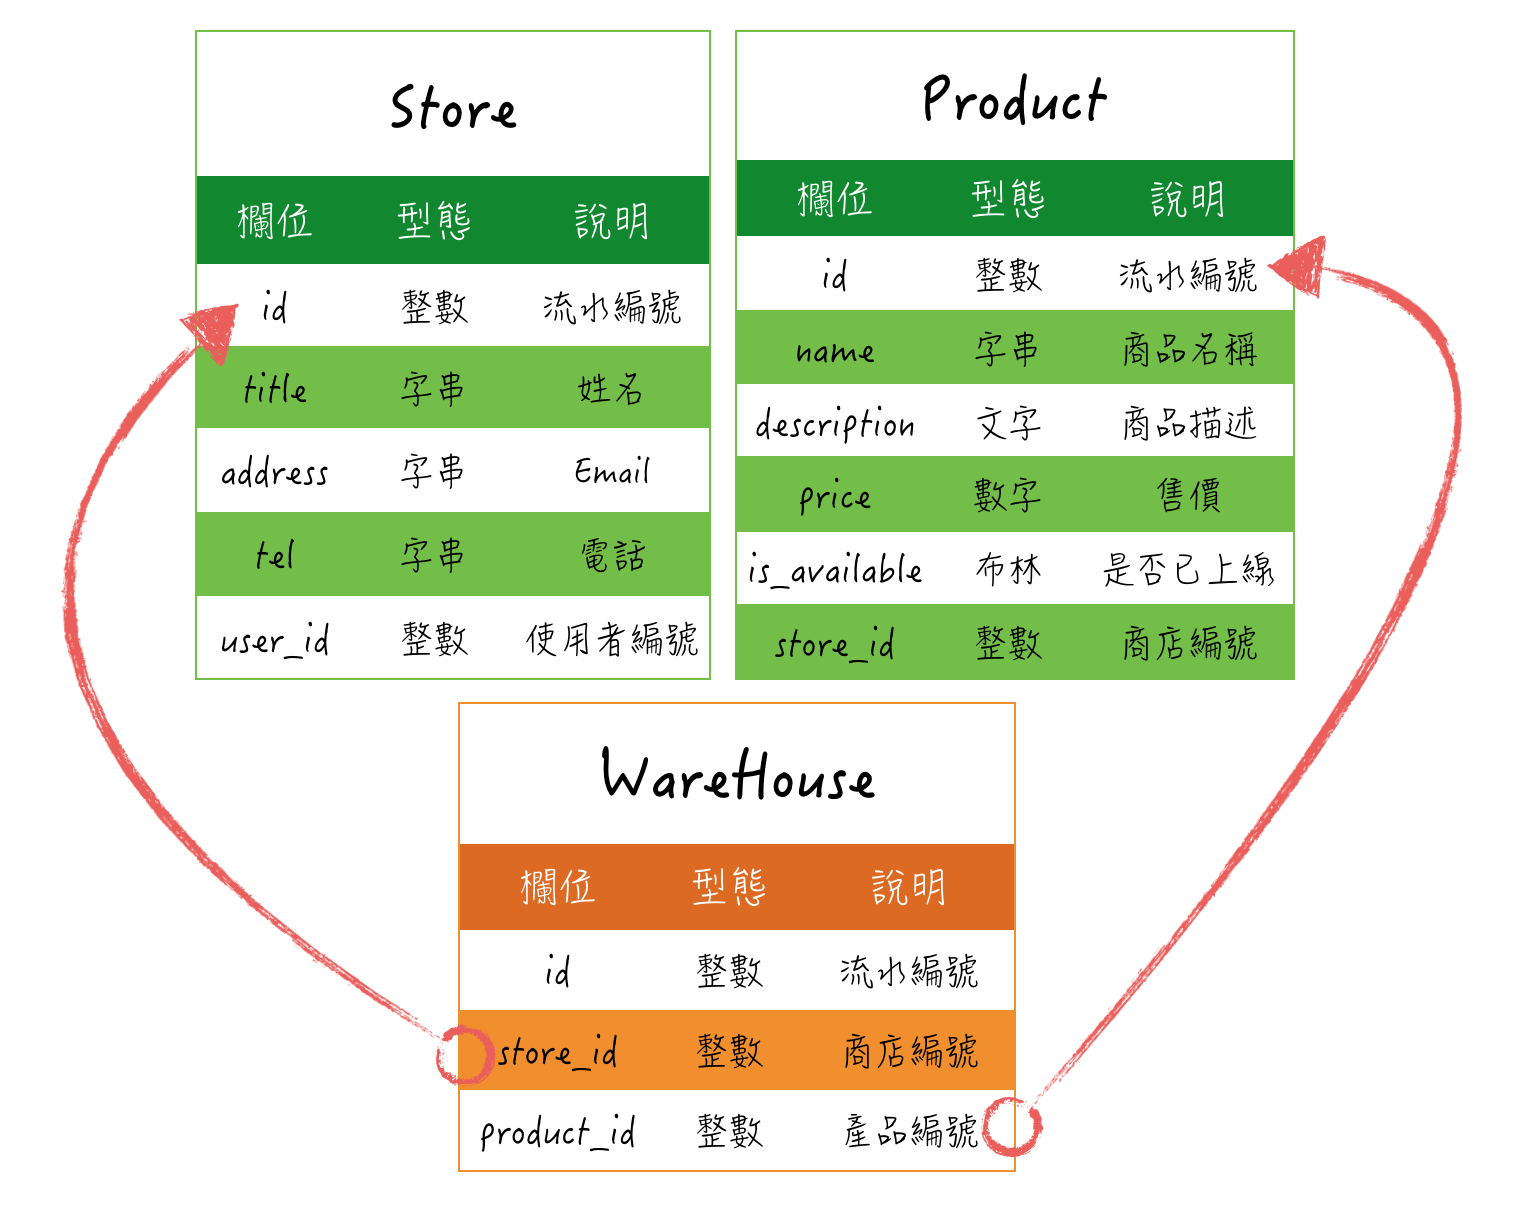 Store
欄位 型態 說明
id 整數 流水編號
title 字串 姓名
address 字串 Email
tel 字串 電話
user_id 整數 使用者編號
Product
欄位 型態 說明
id 整數 流水編號
name 字串 商品名稱
description 文字 商品描述
price 數字 售價
is_available 布林 是否已上線
store_id 整數 商店編號
WareHouse
欄位 型態 說明
id 整數 流水編號
store_id 整數 商店編號
product_id 整數 產品編號